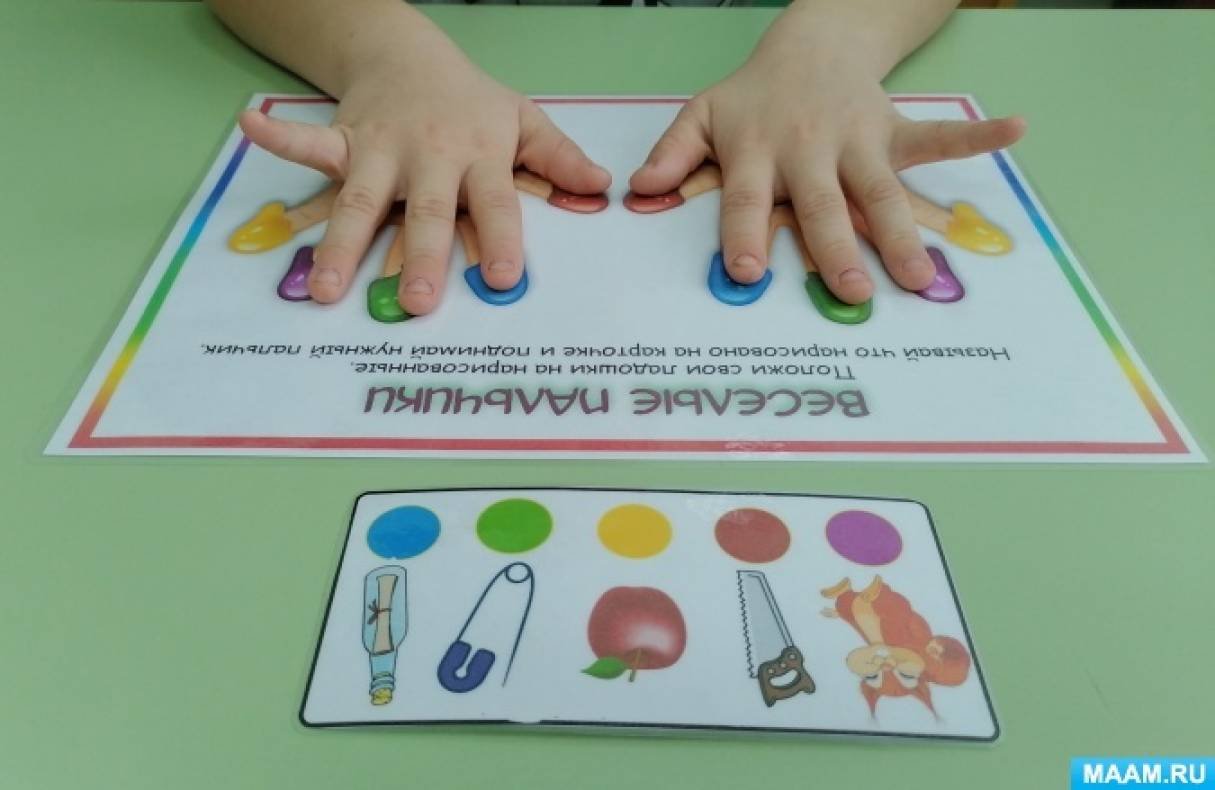 ВЕСЕЛЫЕ ПАЛЬЧИКИ
Положи свои ладошки на нарисованные.
Называй что нарисовано на карточке и поднимай нужный пальчик.
MAAM.RU